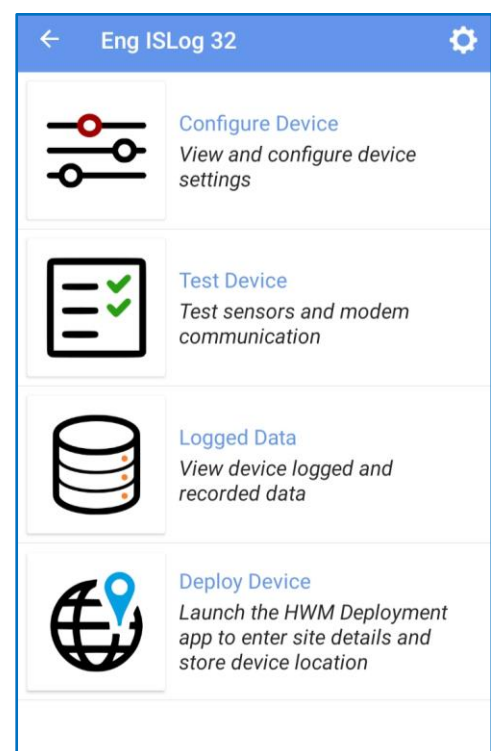 Eng ISLog 32
Configure Device
View and configure device
settings
Test Device
Test sensors and modem
communication
Logged Data
View device logged and
recorded data
Deploy Device
Launch the HWM Deployment
app to enter site details and
store device location